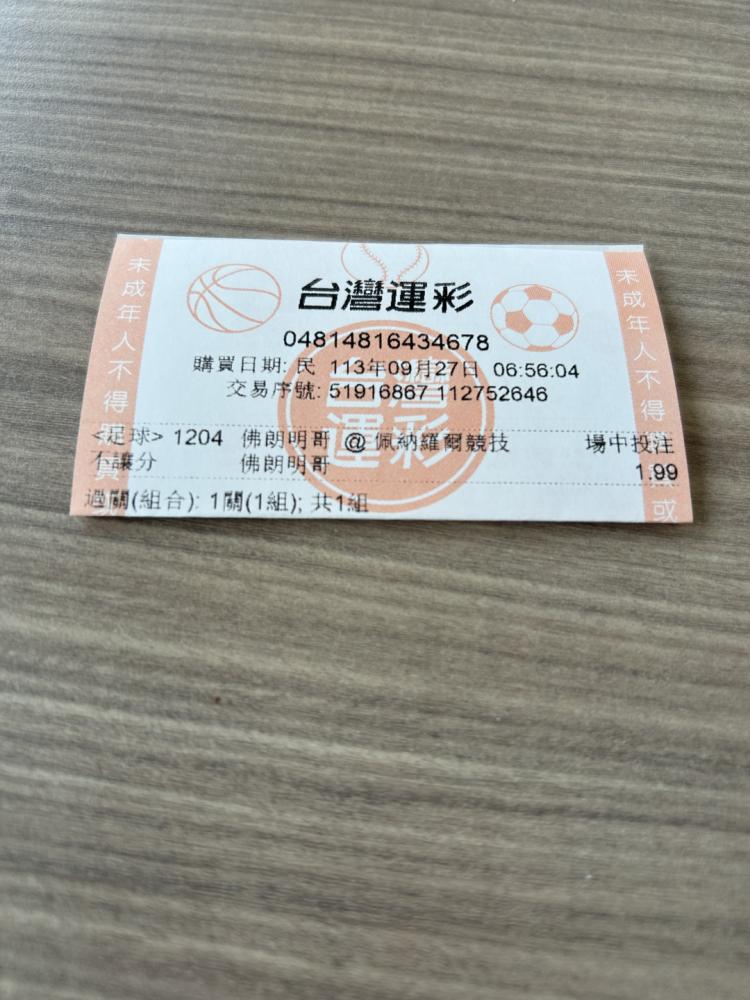 台灣運彩
04814816434678
購買日期: 民 113年09月27日 06:56:04
交易序號: 51916867 112752646
<足球> 1204 佛朗明哥 @ 佩納羅爾競技 場中投注
不讓分 佛朗明哥 1.99
過關(組合): 1關(1組); 共1組
未成年人不得
未成年人不得
或
台灣運彩